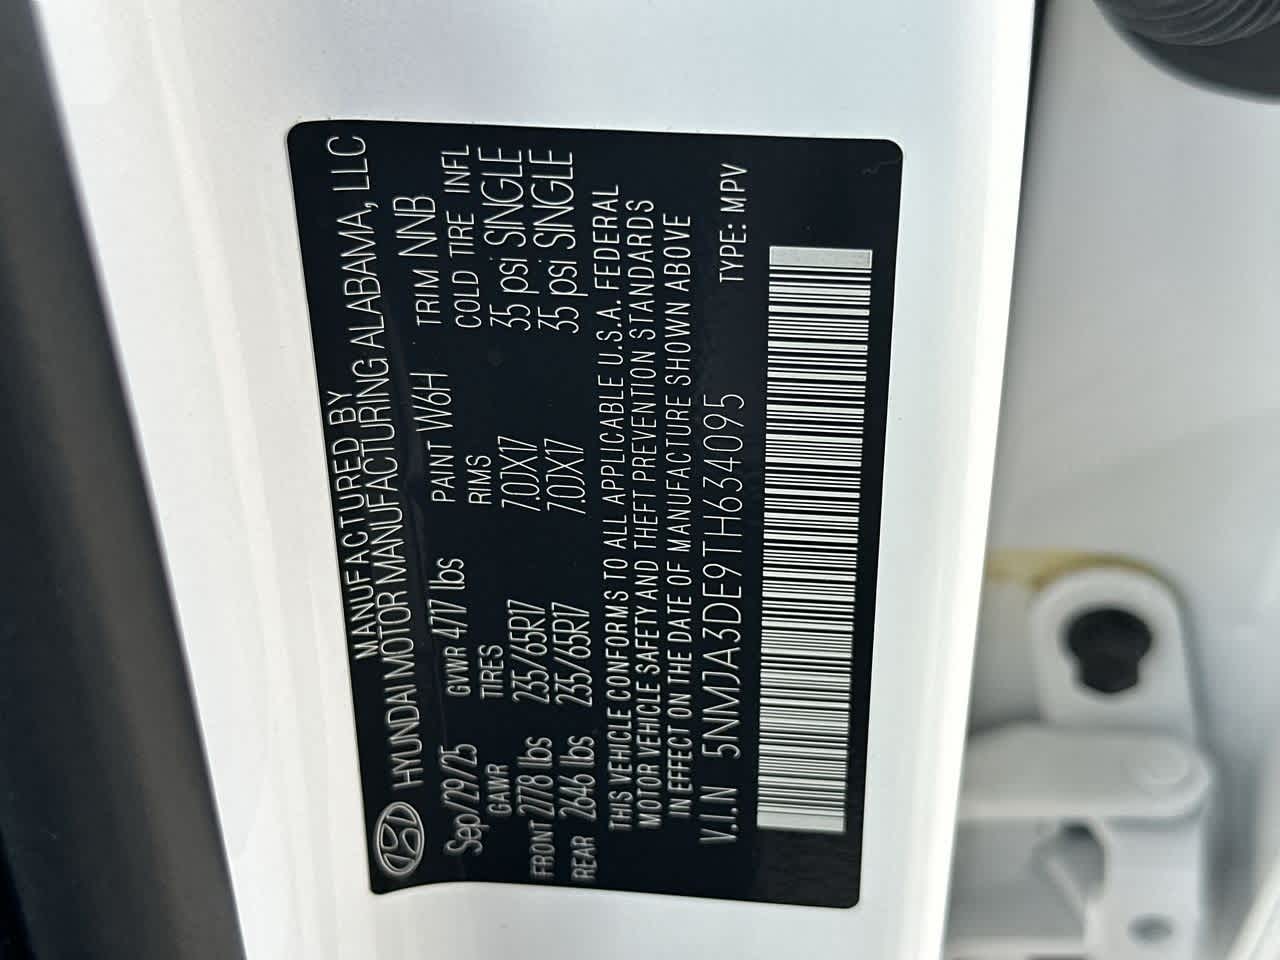 MANUFACTURED BY
HYUNDAI MOTOR MANUFACTURING ALABAMA, LLC
Sep/29/25 GVWR 4717 lbs PAINT W6H TRIM NNB
GAWR TIRES RIMS COLD TIRE INFL
FRONT 2778 lbs 235/65R17 7.0JX17 35 psi SINGLE
REAR 2646 lbs 235/65R17 7.0JX17 35 psi SINGLE
THIS VEHICLE CONFORMS TO ALL APPLICABLE U.S.A. FEDERAL
MOTOR VEHICLE SAFETY AND THEFT PREVENTION STANDARDS
IN EFFECT ON THE DATE OF MANUFACTURE SHOWN ABOVE
V.I.N 5NMJA3DE9TH634095 TYPE: MPV